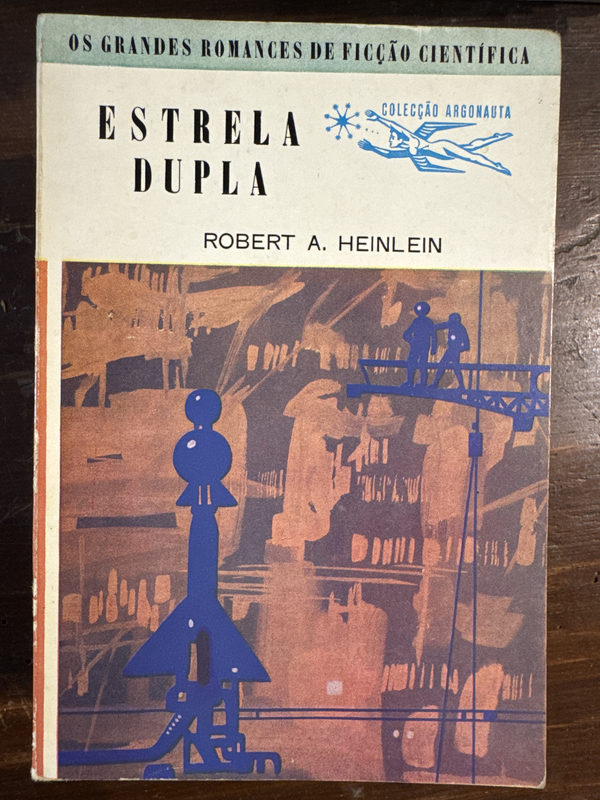 OS GRANDES ROMANCES DE FICÇÃO CIENTÍFICA
COLECÇÃO ARGONAUTA
ESTRELA
DUPLA
ROBERT A. HEINLEIN